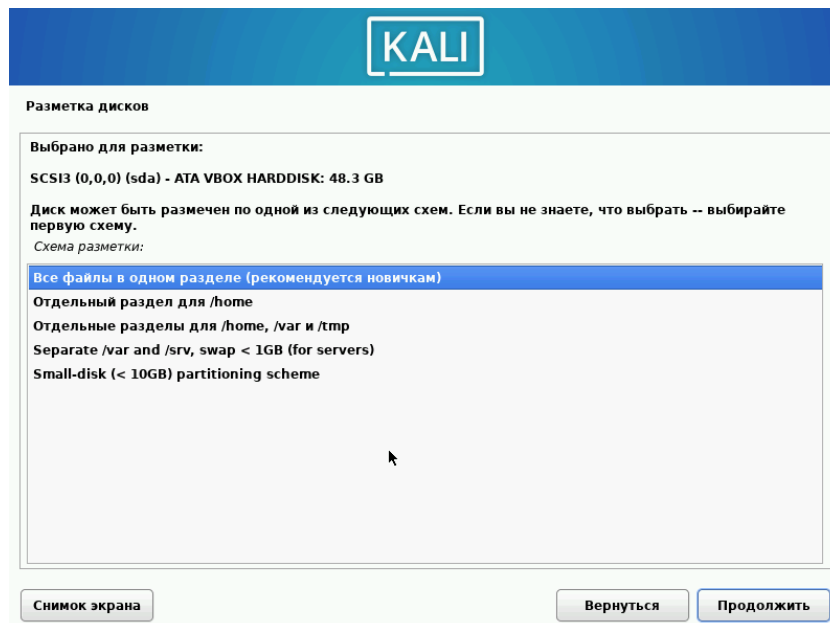 KALI
Разметка дисков
Выбрано для разметки:
SCSI3 (0,0,0) (sda) - ATA VBOX HARDDISK: 48.3 GB
Диск может быть размечен по одной из следующих схем. Если вы не знаете, что выбрать -- выбирайте
первую схему.
Схема разметки:
Все файлы в одном разделе (рекомендуется новичкам)
Отдельный раздел для /home
Отдельные разделы для /home, /var и /tmp
Separate /var and /srv, swap < 1GB (for servers)
Small-disk (< 10GB) partitioning scheme
Снимок экрана
Вернуться
Продолжить